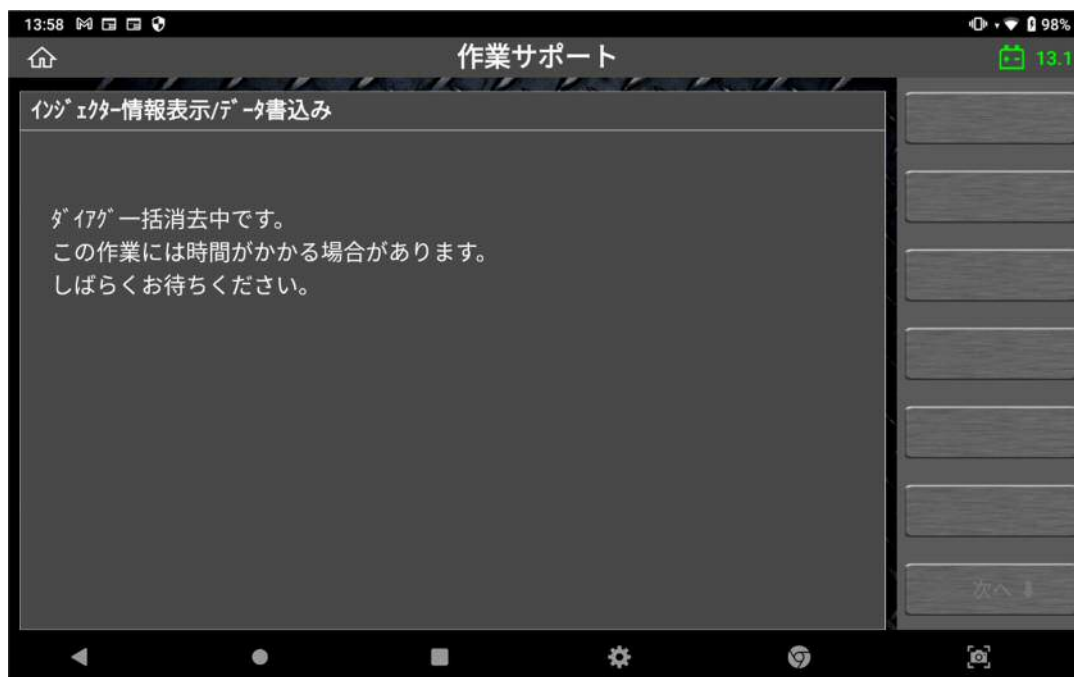 13:58
98%
作業サポート
13.1
ｲﾝｼﾞｪｸﾀｰ情報表示/ﾃﾞｰﾀ書込み
ﾀﾞｲｱｸﾞ一括消去中です。
この作業には時間がかかる場合があります。
しばらくお待ちください。
次へ